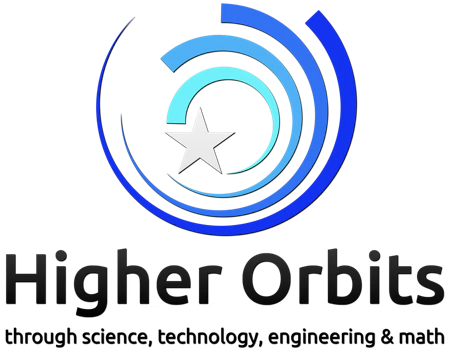 Higher Orbits
through science, technology, engineering & math